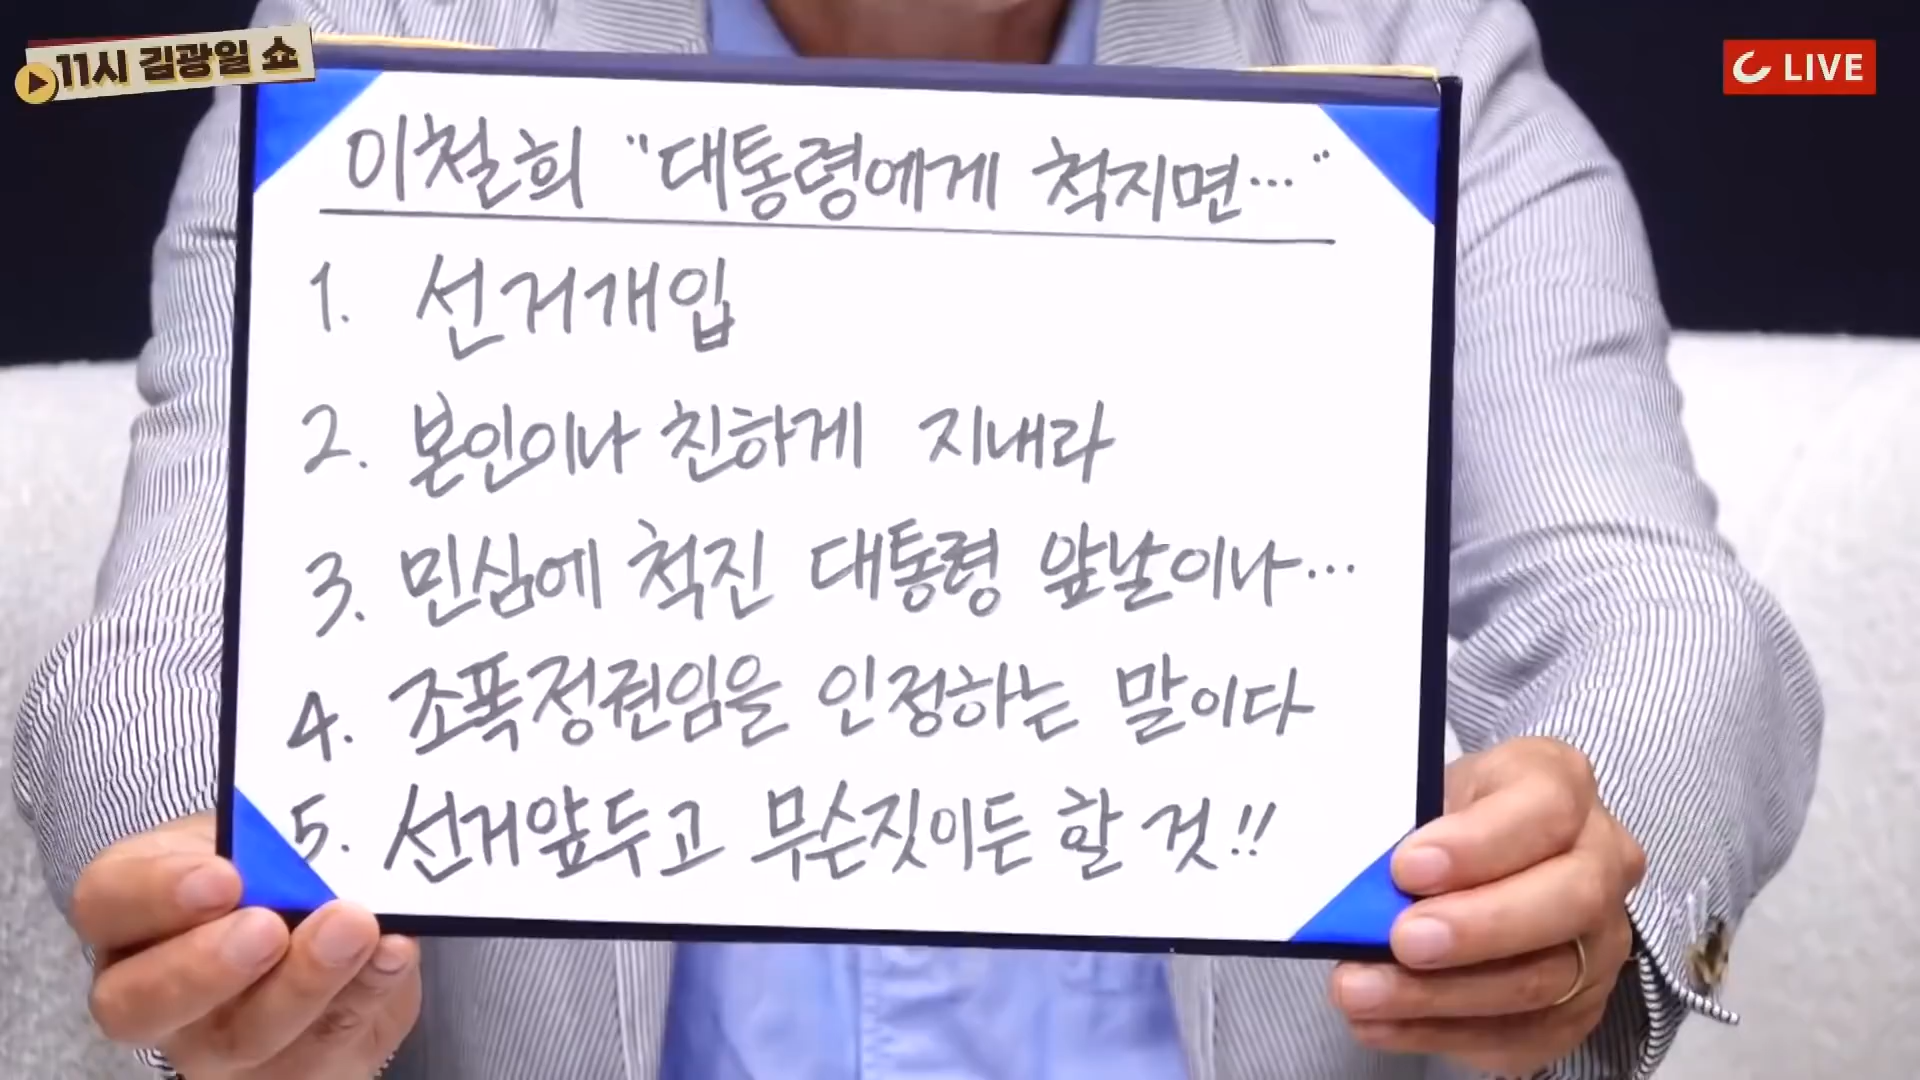 11시 김광일 쇼
LIVE
이철희 "대통령에게 척지면…"
1. 선거개입
2. 본인이나 친하게 지내라
3. 민심에 척진 대통령 앞날이나…
4. 조폭정권임을 인정하는 말이다
5. 선거앞두고 무슨짓이든 할 것!!